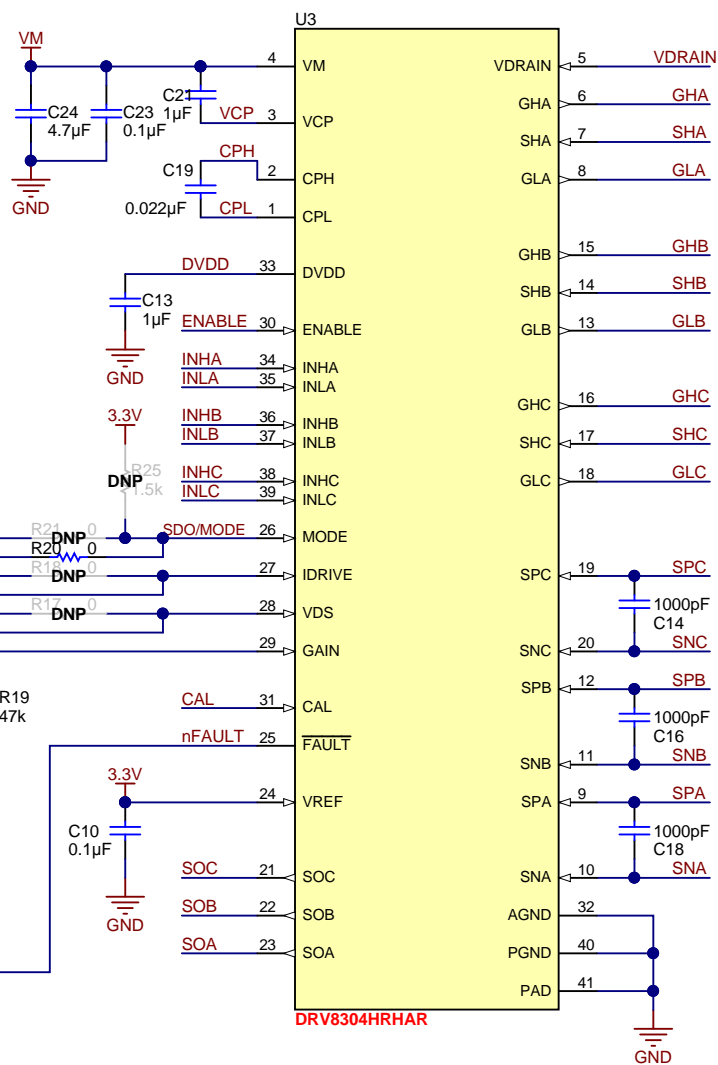 U3
VM
4
VM
C24
4.7µF
C23
0.1µF
C21
1µF
VCP
3
VCP
GND
CPH
2
CPH
C19
0.022µF
CPL
1
CPL
DVDD
33
DVDD
C13
1µF
GND
ENABLE
30
ENABLE
INHA
34
INHA
INLA
35
INLA
INHB
36
INHB
INLB
37
INLB
INHC
38
INHC
INLC
39
INLC
3.3V
R25
DNP
1.5k
R21
DNP
0
SDO/MODE
26
MODE
R20
0
R18
DNP
0
27
IDRIVE
R17
DNP
0
28
VDS
29
GAIN
R19
47k
CAL
31
CAL
nFAULT
25
FAULT
3.3V
24
VREF
C10
0.1µF
GND
SOC
21
SOC
SOB
22
SOB
SOA
23
SOA
VDRAIN
5
VDRAIN
GHA
6
GHA
SHA
7
SHA
GLA
8
GLA
GHB
15
GHB
SHB
14
SHB
GLB
13
GLB
GHC
16
GHC
SHC
17
SHC
GLC
18
GLC
SPC
19
SPC
1000pF
C14
SNC
20
SNC
SPB
12
SPB
1000pF
C16
SNB
11
SNB
SPA
9
SPA
1000pF
C18
SNA
10
SNA
AGND
32
PGND
40
PAD
41
GND
DRV8304HRHAR